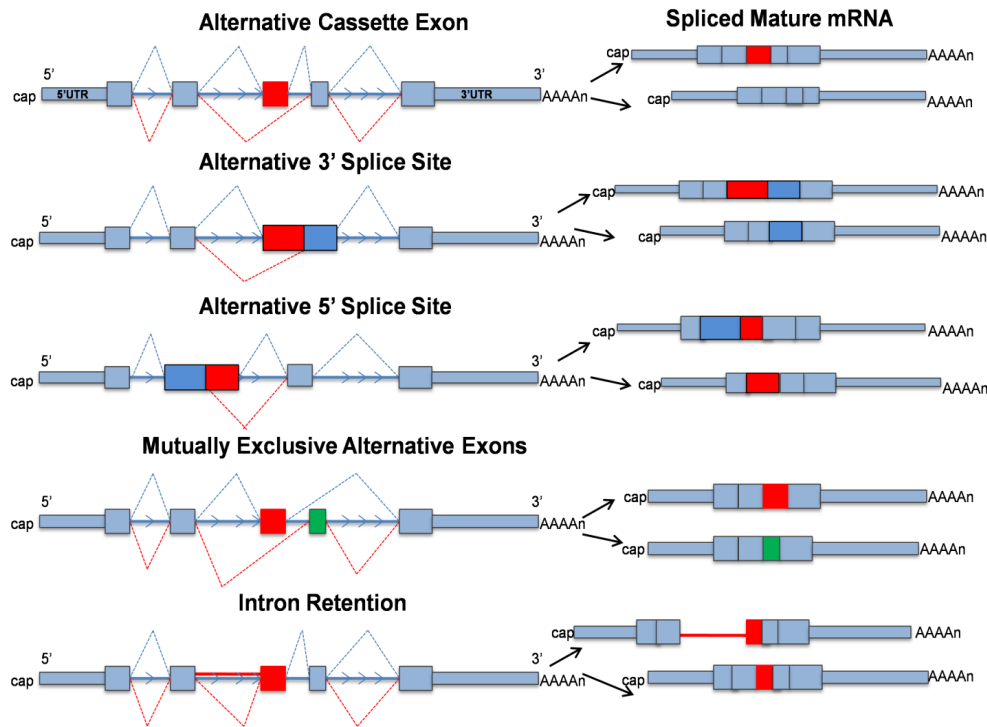 Alternative Cassette Exon
Spliced Mature mRNA
5’
3’
cap
5’UTR
3’UTR
AAAAn
cap
AAAAn
cap
AAAAn
Alternative 3’ Splice Site
5’
3’
cap
AAAAn
cap
AAAAn
cap
AAAAn
Alternative 5’ Splice Site
5’
3’
cap
AAAAn
cap
AAAAn
cap
AAAAn
Mutually Exclusive Alternative Exons
5’
3’
cap
AAAAn
cap
AAAAn
cap
AAAAn
Intron Retention
5’
3’
cap
AAAAn
cap
AAAAn
cap
AAAAn